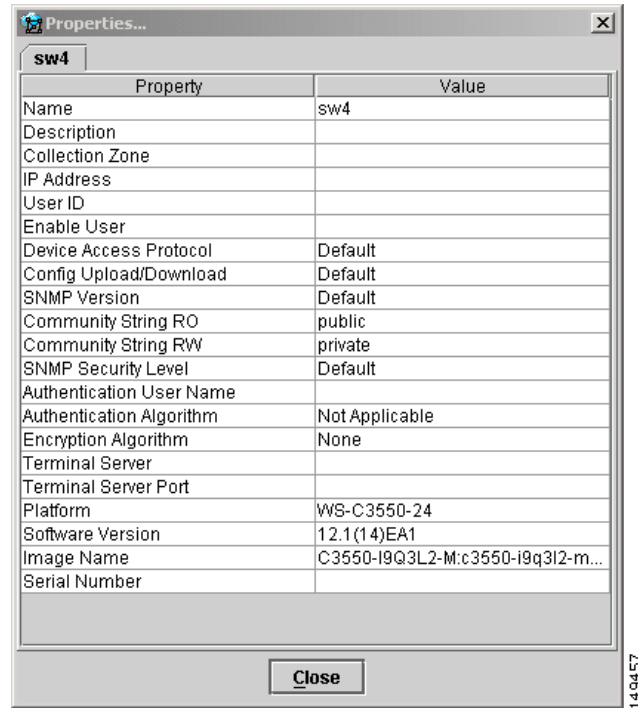 Properties...
sw4
Property Value
Name sw4
Description
Collection Zone
IP Address
User ID
Enable User
Device Access Protocol Default
Config Upload/Download Default
SNMP Version Default
Community String RO public
Community String RW private
SNMP Security Level Default
Authentication User Name
Authentication Algorithm Not Applicable
Encryption Algorithm None
Terminal Server
Terminal Server Port
Platform WS-C3550-24
Software Version 12.1(14)EA1
Image Name C3550-I9Q3L2-M:c3550-i9q3l2-m...
Serial Number
Close
149457